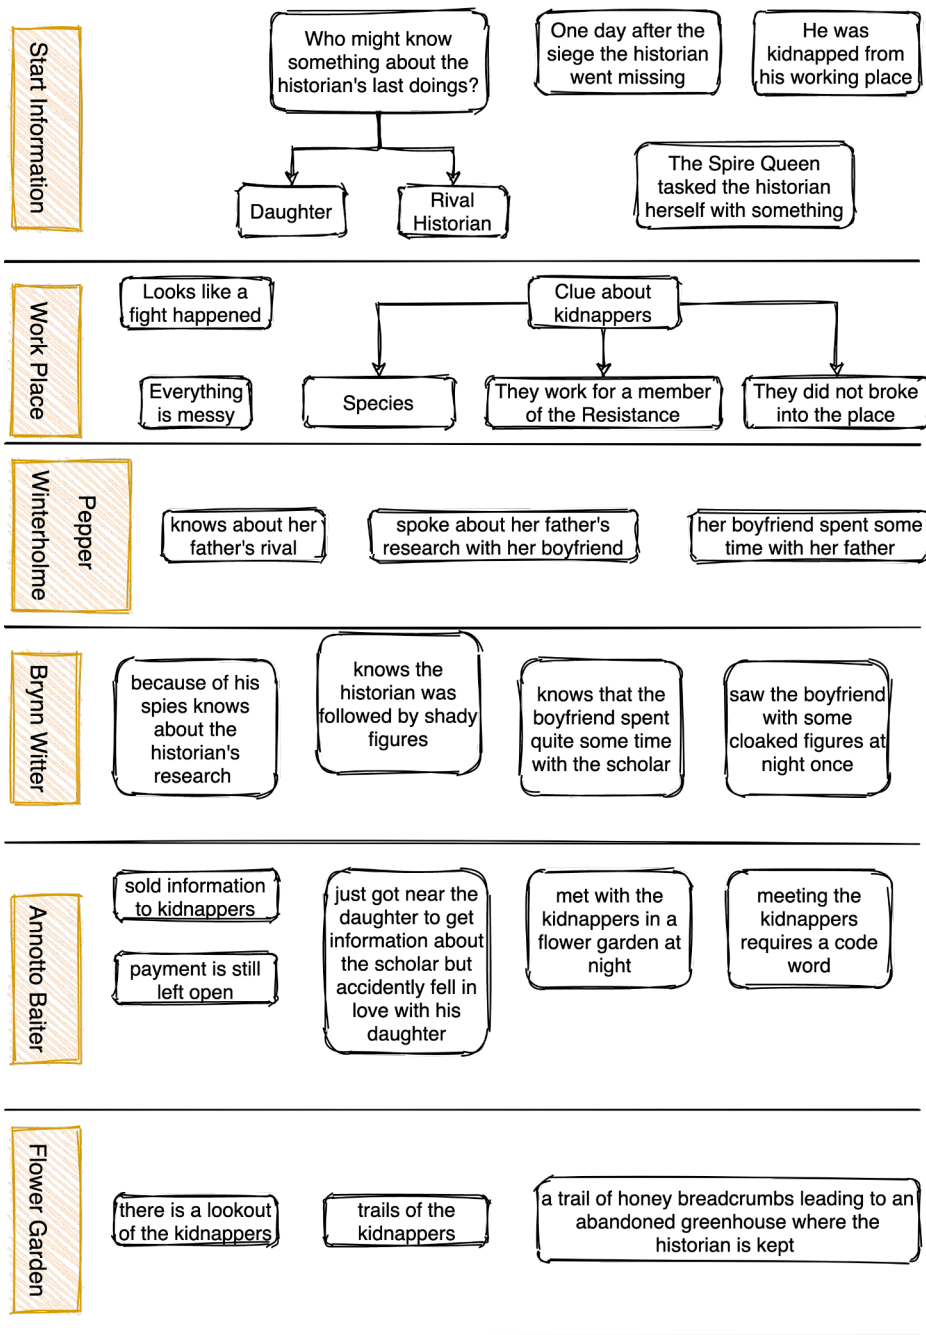 Start Information
Who might know
something about the
historian's last doings?
One day after the
siege the historian
went missing
He was
kidnapped from
his working place
Daughter
Rival
Historian
The Spire Queen
tasked the historian
herself with something
Work Place
Looks like a
fight happened
Clue about
kidnappers
Everything
is messy
Species
They work for a member
of the Resistance
They did not broke
into the place
Pepper
Winterholme
knows about her
father's rival
spoke about her father's
research with her boyfriend
her boyfriend spent some
time with her father
Brynn Witter
because of his
spies knows
about the
historian's
research
knows the
historian was
followed by shady
figures
knows that the
boyfriend spent
quite some time
with the scholar
saw the boyfriend
with some
cloaked figures at
night once
Annotto Baiter
sold information
to kidnappers
payment is still
left open
just got near the
daughter to get
information about
the scholar but
accidently fell in
love with his
daughter
met with the
kidnappers in a
flower garden at
night
meeting the
kidnappers
requires a code
word
Flower Garden
there is a lookout
of the kidnappers
trails of the
kidnappers
a trail of honey breadcrumbs leading to an
abandoned greenhouse where the
historian is kept